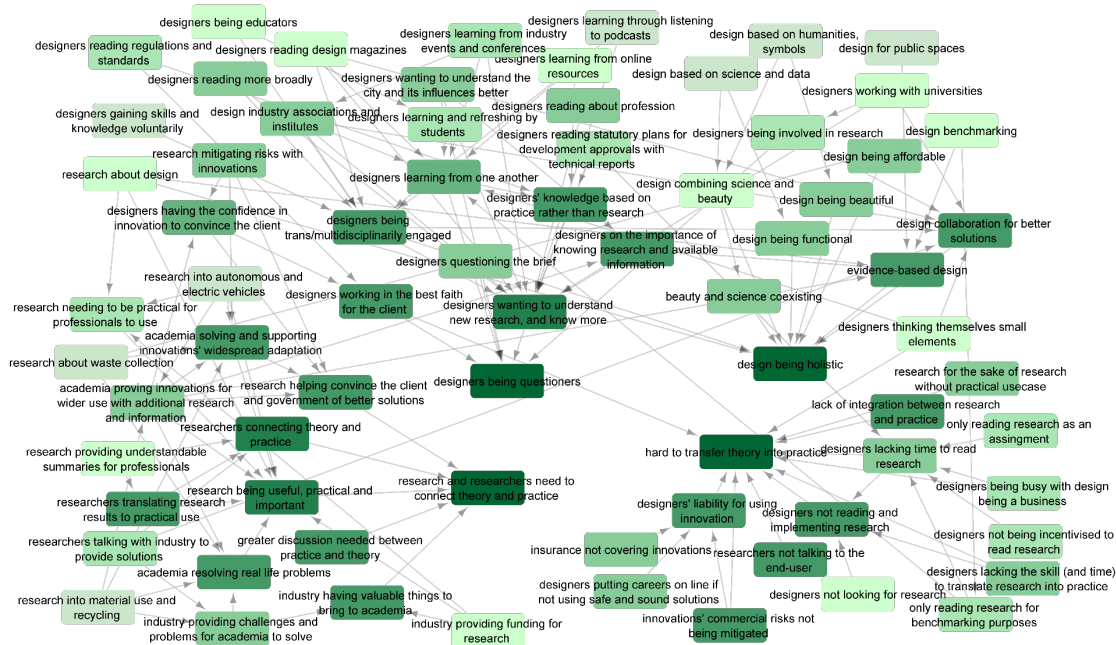 designers being educators
designers reading regulations and
standards
designers reading design magazines
designers learning from industry
events and conferences
designers learning through listening
to podcasts
design based on humanities,
symbols
design for public spaces
designers reading more broadly
designers wanting to understand the
city and its influences better
designers learning from online
resources
design based on science and data
designers working with universities
designers gaining skills and
knowledge voluntarily
design industry associations and
institutes
designers learning and refreshing by
students
designers reading about profession
designers being involved in research
design benchmarking
research mitigating risks with
innovations
designers reading statutory plans for
development approvals with
technical reports
design being affordable
research about design
designers learning from one another
design combining science and
beauty
designers having the confidence in
innovation to convince the client
designers being
trans/multidisciplinarily engaged
designers' knowledge based on
practice rather than research
design being beautiful
design collaboration for better
solutions
designers on the importance of
knowing research and available
information
design being functional
designers questioning the brief
evidence-based design
research into autonomous and
electric vehicles
designers working in the best faith
for the client
designers wanting to understand
new research, and know more
beauty and science coexisting
research needing to be practical for
professionals to use
academia solving and supporting
innovations' widespread adaptation
designers thinking themselves small
elements
research about waste collection
design being holistic
academia proving innovations for
wider use with additional research
and information
research helping convince the client
and government of better solutions
designers being questioners
research for the sake of research
without practical usecase
lack of integration between research
and practice
researchers connecting theory and
practice
only reading research as an
assingment
research providing understandable
summaries for professionals
hard to transfer theory into practice
designers lacking time to read
research
researchers translating research
results to practical use
research being useful, practical and
important
research and researchers need to
connect theory and practice
designers' liability for using
innovation
designers not reading and
implementing research
designers being busy with design
being a business
researchers talking with industry to
provide solutions
greater discussion needed between
practice and theory
insurance not covering innovations
researchers not talking to the
end-user
designers not being incentivised to
read research
academia resolving real life problems
designers putting careers on line if
not using safe and sound solutions
designers not looking for research
designers lacking the skill (and time)
to translate research into practice
research into material use and
recycling
industry having valuable things to
bring to academia
industry providing challenges and
problems for academia to solve
industry providing funding for
research
innovations' commercial risks not
being mitigated
only reading research for
benchmarking purposes